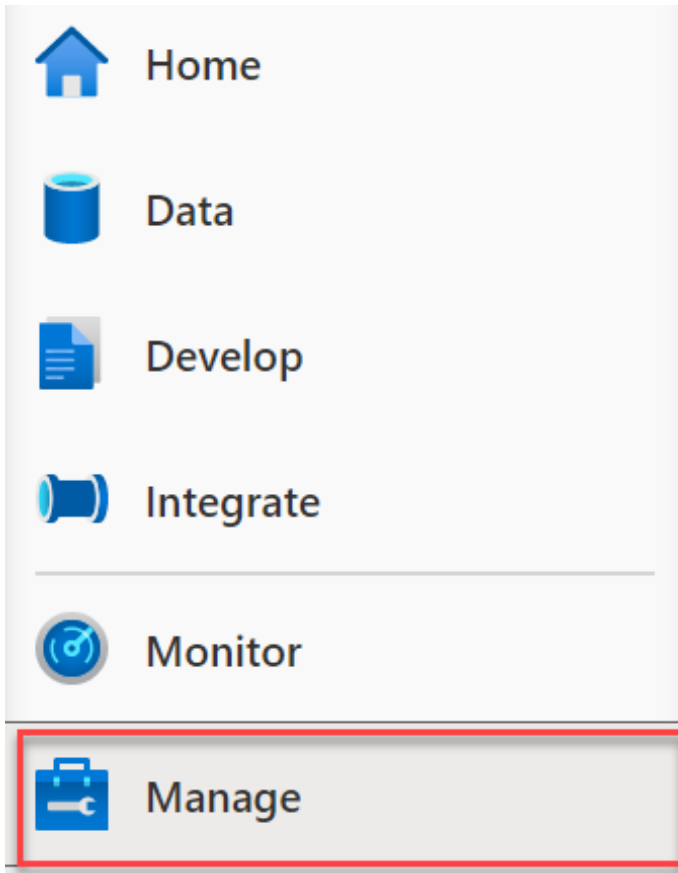 Home
Data
Develop
Integrate
Monitor
Manage